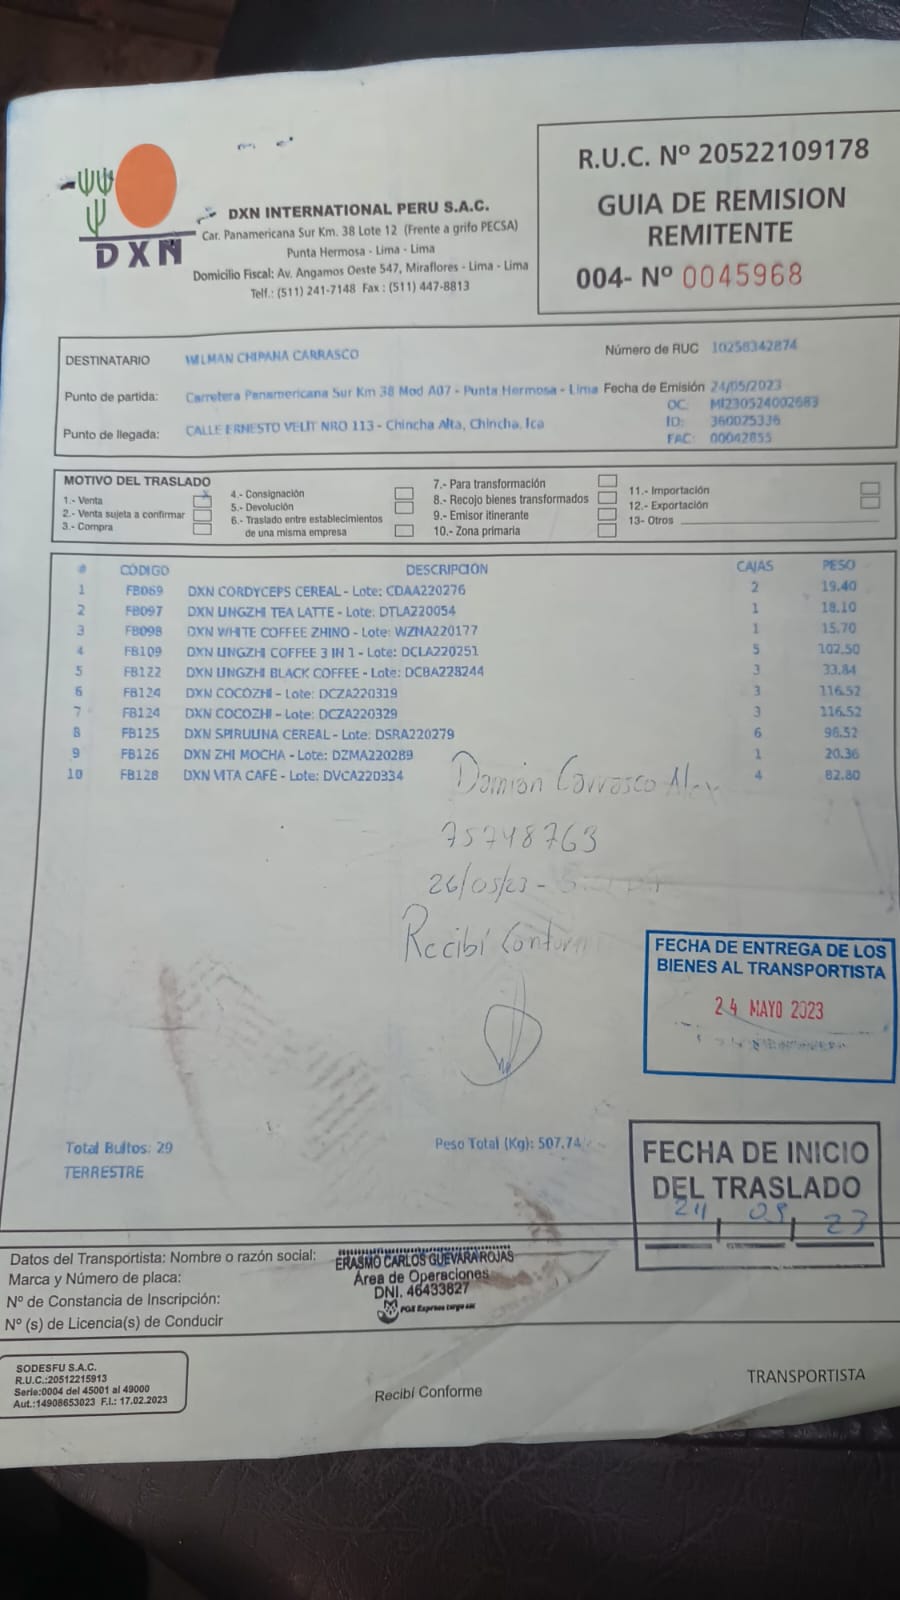 R.U.C. Nº 20522109178
GUIA DE REMISION
REMITENTE
004- Nº 0045968
DXN
DXN INTERNATIONAL PERU S.A.C.
Car. Panamericana Sur Km. 38 Lote 12 (Frente a grifo PECSA)
Punta Hermosa - Lima - Lima
Domicilio Fiscal: Av. Angamos Oeste 547, Miraflores - Lima - Lima
Telf.: (511) 241-7148 Fax : (511) 447-8813
DESTINATARIO WILMAN CHIPANA CARRASCO Número de RUC 10258342874
Punto de partida: Carretera Panamericana Sur Km 38 Mod A07 - Punta Hermosa - Lima Fecha de Emisión 24/05/2023
OC: MI230524002683
Punto de llegada: CALLE ERNESTO VELIT NRO 113 - Chincha Alta, Chincha, Ica ID: 360025336
FAC: 00042855
MOTIVO DEL TRASLADO
1.- Venta x
2.- Venta sujeta a confirmar
3.- Compra
4.- Consignación
5.- Devolución
6.- Traslado entre establecimientos
de una misma empresa
7.- Para transformación
8.- Recojo bienes transformados
9.- Emisor itinerante
10.- Zona primaria
11.- Importación
12.- Exportación
13- Otros
# CÓDIGO DESCRIPCIÓN CAJAS PESO
1 FB069 DXN CORDYCEPS CEREAL - Lote: CDAA220276 2 19.40
2 FB097 DXN LINGZHI TEA LATTE - Lote: DTLA220054 1 18.10
3 FB098 DXN WHITE COFFEE ZHINO - Lote: WZNA220177 1 15.70
4 FB109 DXN LINGZHI COFFEE 3 IN 1 - Lote: DCLA220251 5 102.50
5 FB122 DXN LINGZHI BLACK COFFEE - Lote: DCBA228244 3 33.84
6 FB124 DXN COCOZHI - Lote: DCZA220319 3 116.52
7 FB124 DXN COCOZHI - Lote: DCZA220329 3 116.52
8 FB125 DXN SPIRULINA CEREAL - Lote: DSRA220279 6 96.52
9 FB126 DXN ZHI MOCHA - Lote: DZMA220289 1 20.36
10 FB128 DXN VITA CAFÉ - Lote: DVCA220334 4 82.80
Damián Carrasco Alex
75748763
26/05/23 -
Recibí Conforme
FECHA DE ENTREGA DE LOS
BIENES AL TRANSPORTISTA
24 MAYO 2023
Total Bultos: 29 Peso Total (Kg): 507.74
TERRESTRE
FECHA DE INICIO
DEL TRASLADO
24 05 23
Datos del Transportista: Nombre o razón social:
Marca y Número de placa:
Nº de Constancia de Inscripción:
Nº (s) de Licencia(s) de Conducir
ERASMO CARLOS GUEVARA ROJAS
Área de Operaciones
DNI. 46433827
SODESFU S.A.C.
R.U.C.:20512215913
Serie:0004 del 45001 al 49000
Aut.:14908653023 F.I.: 17.02.2023
Recibí Conforme
TRANSPORTISTA